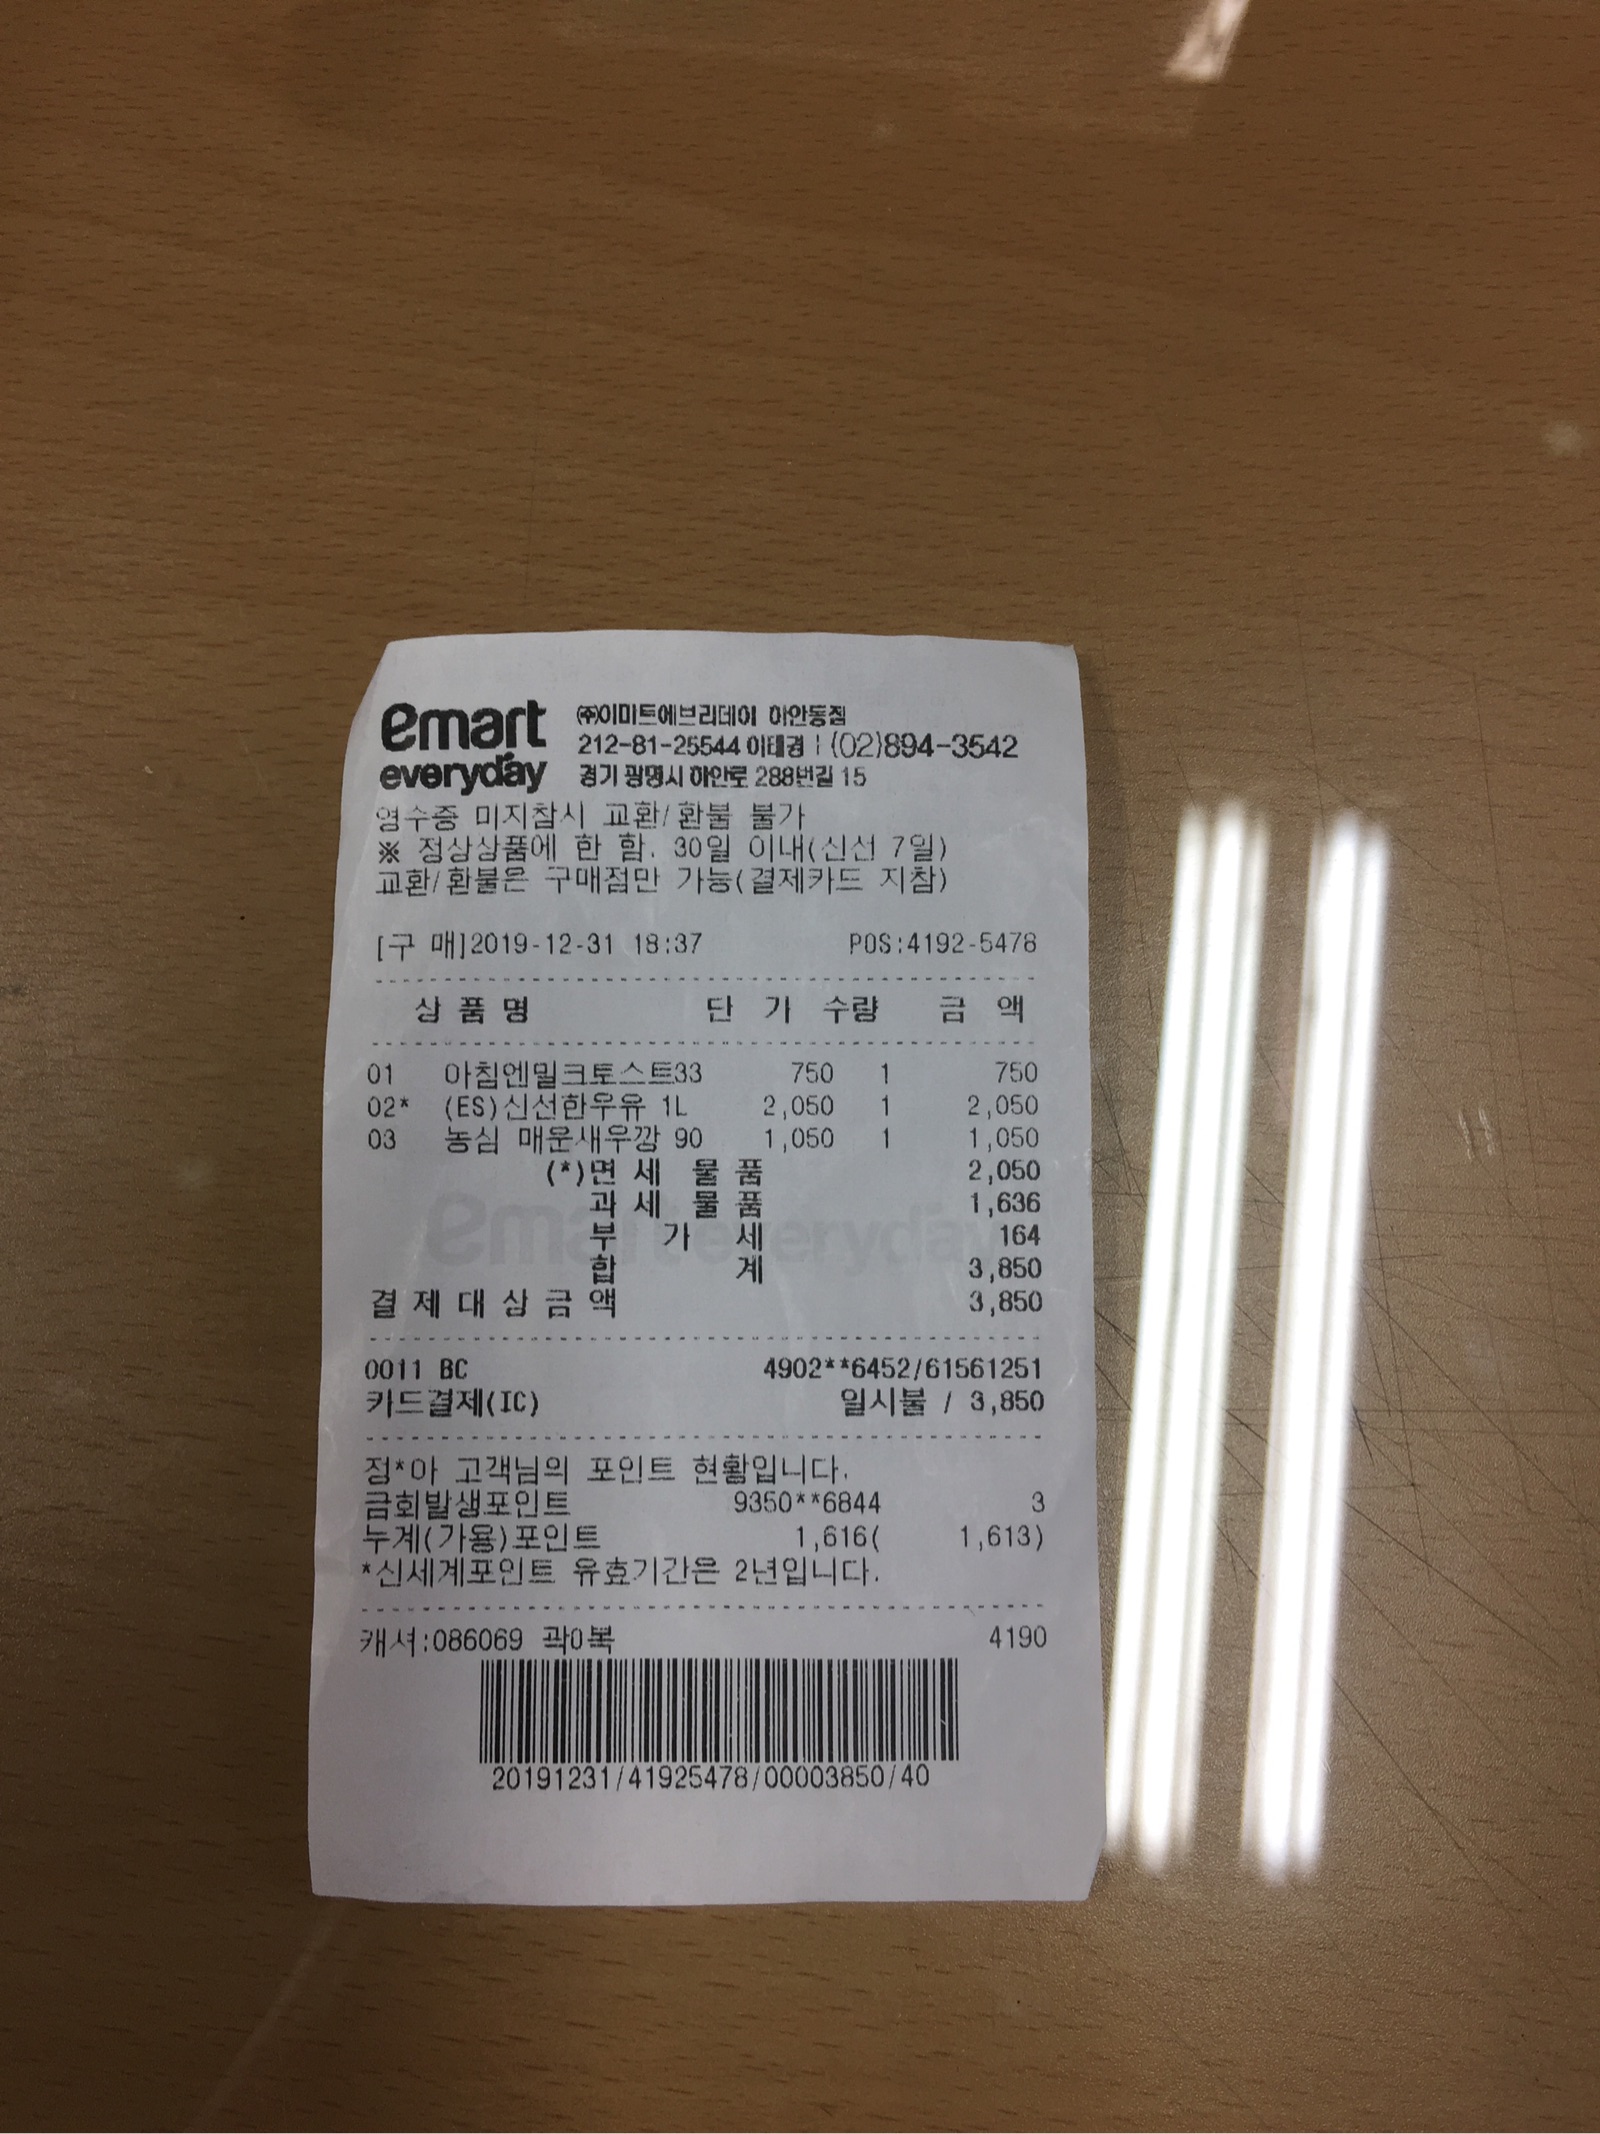 emart everyday
㈜이마트에브리데이 하안동점
212-81-25544 이태경 | (02)894-3542
경기 광명시 하안로 288번길 15
영수증 미지참시 교환/환불 불가
※ 정상상품에 한 함. 30일 이내(신선 7일)
교환/환불은 구매점만 가능(결제카드 지참)
[구 매]2019-12-31 18:37 POS:4192-5478
상 품 명 단 가 수량 금 액
01 아침엔밀크토스트33 750 1 750
02* (ES)신선한우유 1L 2,050 1 2,050
03 농심 매운새우깡 90 1,050 1 1,050
(*)면 세 물 품 2,050
과 세 물 품 1,636
부 가 세 164
합 계 3,850
결 제 대 상 금 액 3,850
0011 BC 4902**6452/61561251
카드결제(IC) 일시불 / 3,850
정*아 고객님의 포인트 현황입니다.
금회발생포인트 9350**6844 3
누계(가용)포인트 1,616( 1,613)
*신세계포인트 유효기간은 2년입니다.
캐셔:086069 곽0복 4190
20191231/41925478/00003850/40